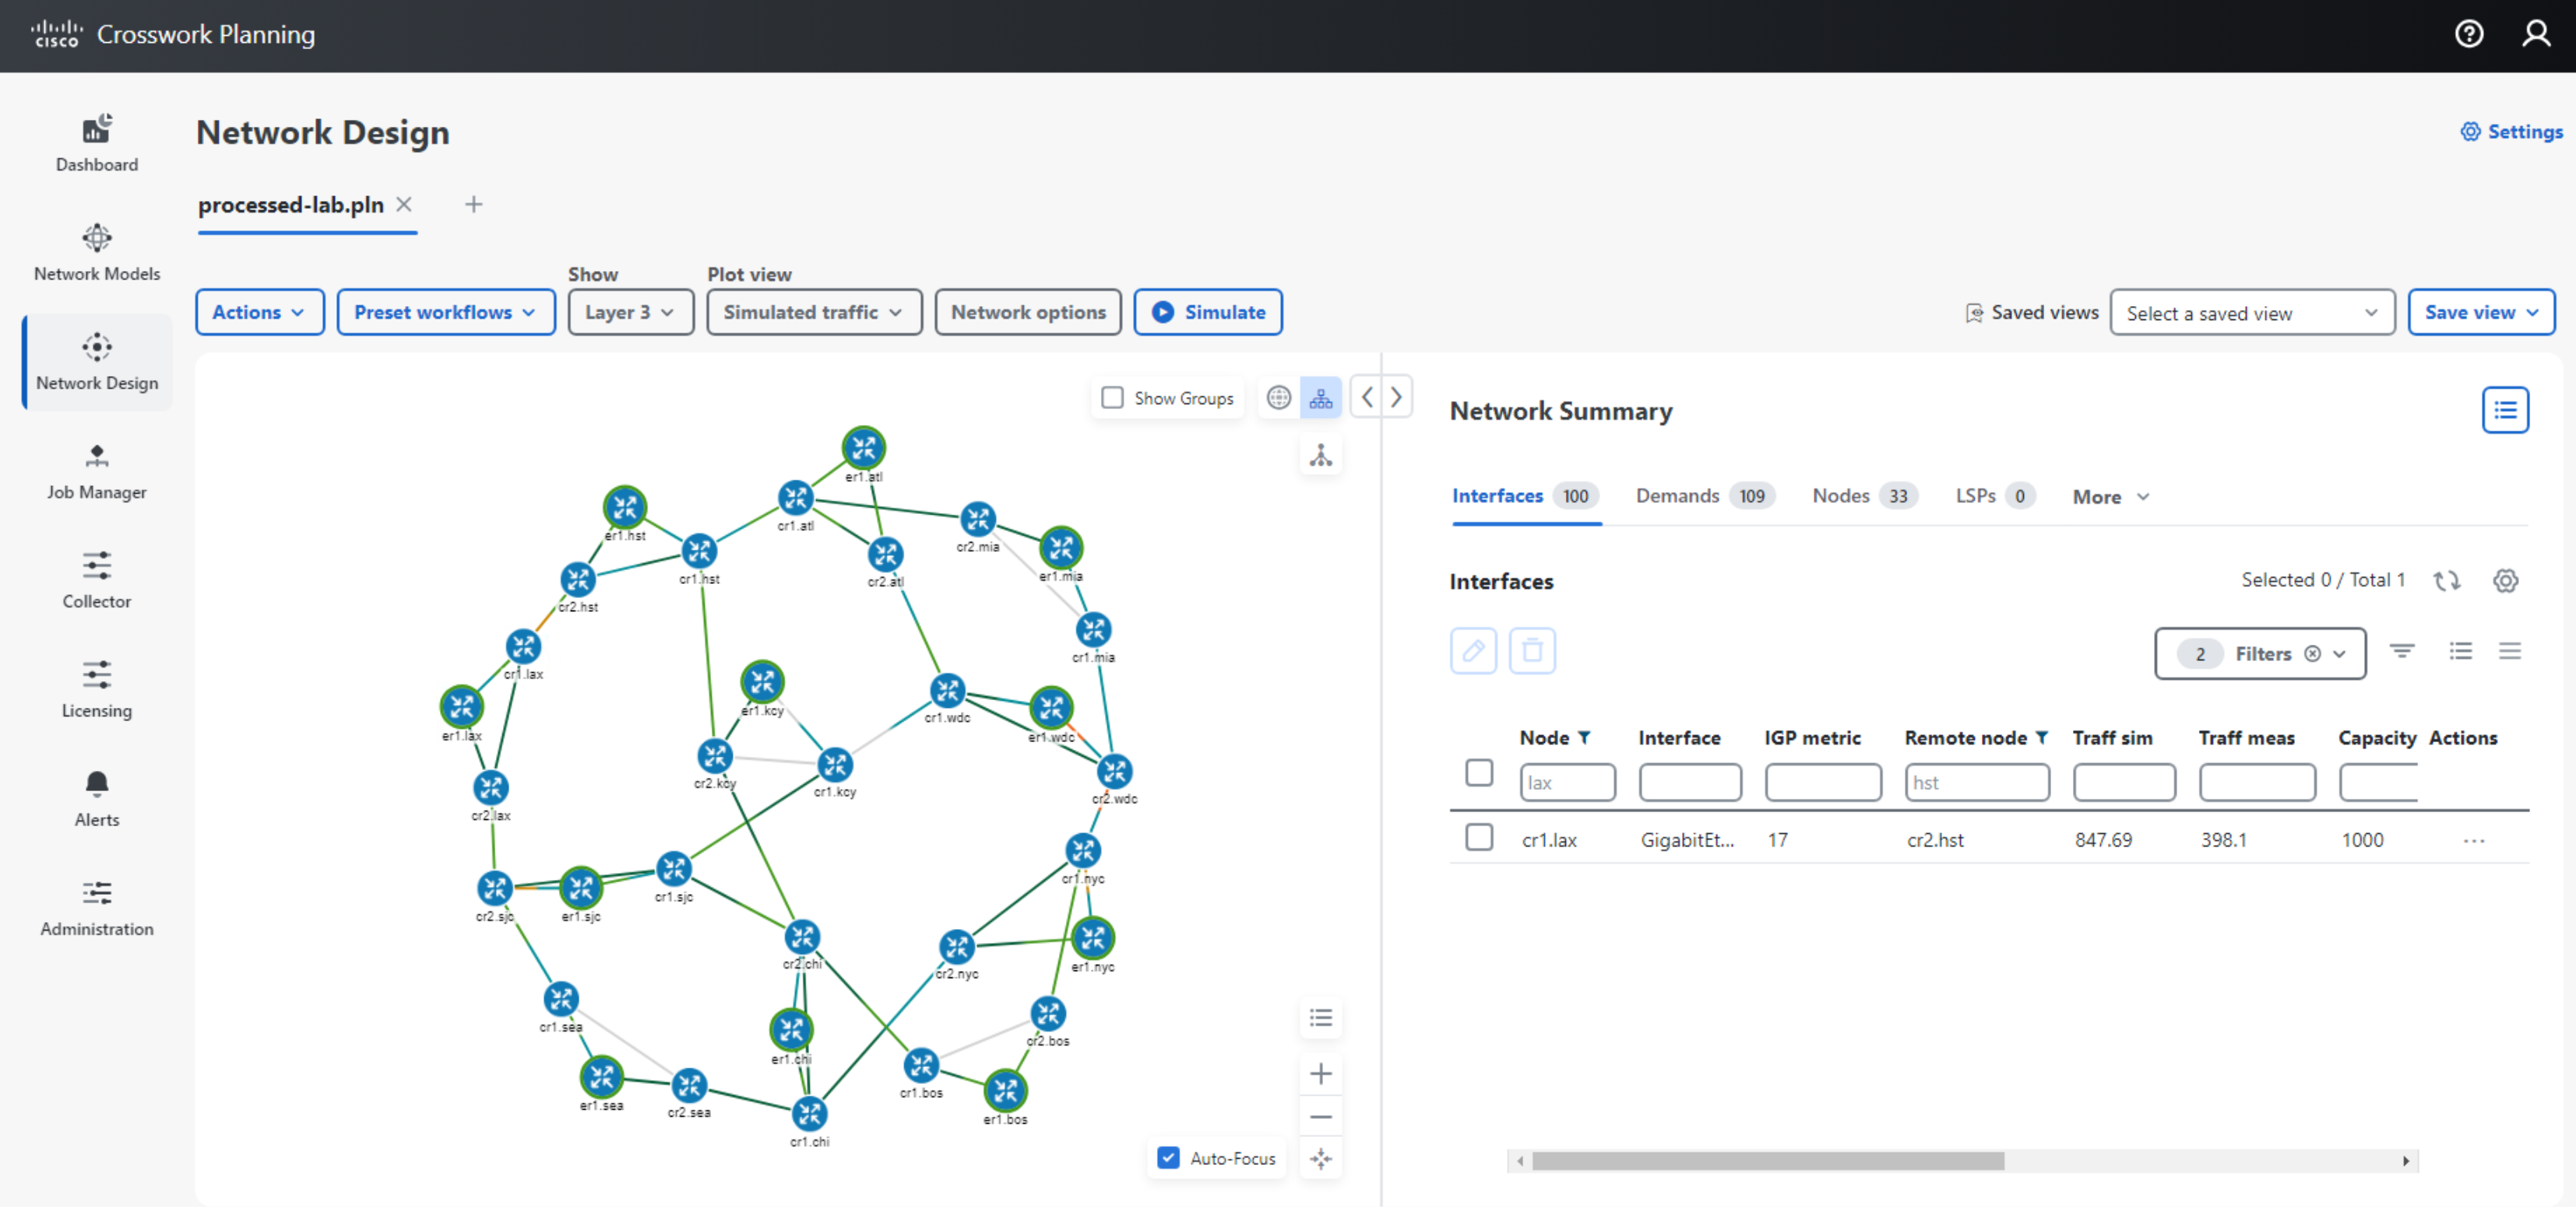 cisco Crosswork Planning
Dashboard
Network Models
Network Design
Job Manager
Collector
Licensing
Alerts
Administration
Network Design
Settings
processed-lab.pln
Show
Plot view
Actions
Preset workflows
Layer 3
Simulated traffic
Network options
Simulate
Saved views
Select a saved view
Save view
Show Groups
er1.atl
cr1.atl
er1.hst
cr2.mia
cr2.atl
er1.mia
cr1.hst
cr2.hst
cr1.mia
cr1.lax
er1.kcy
cr1.wdc
er1.lax
er1.wdc
cr2.kcy
cr1.kcy
cr2.wdc
cr2.lax
cr1.nyc
cr1.sjc
cr2.sjc
er1.sjc
cr2.chi
cr2.nyc
er1.nyc
cr1.sea
cr2.bos
er1.chi
cr1.bos
er1.sea
cr2.sea
er1.bos
cr1.chi
Auto-Focus
Network Summary
Interfaces 100
Demands 109
Nodes 33
LSPs 0
More
Interfaces
Selected 0 / Total 1
2 Filters
Node Interface IGP metric Remote node Traff sim Traff meas Capacity Actions
lax hst
cr1.lax GigabitEt... 17 cr2.hst 847.69 398.1 1000 ...